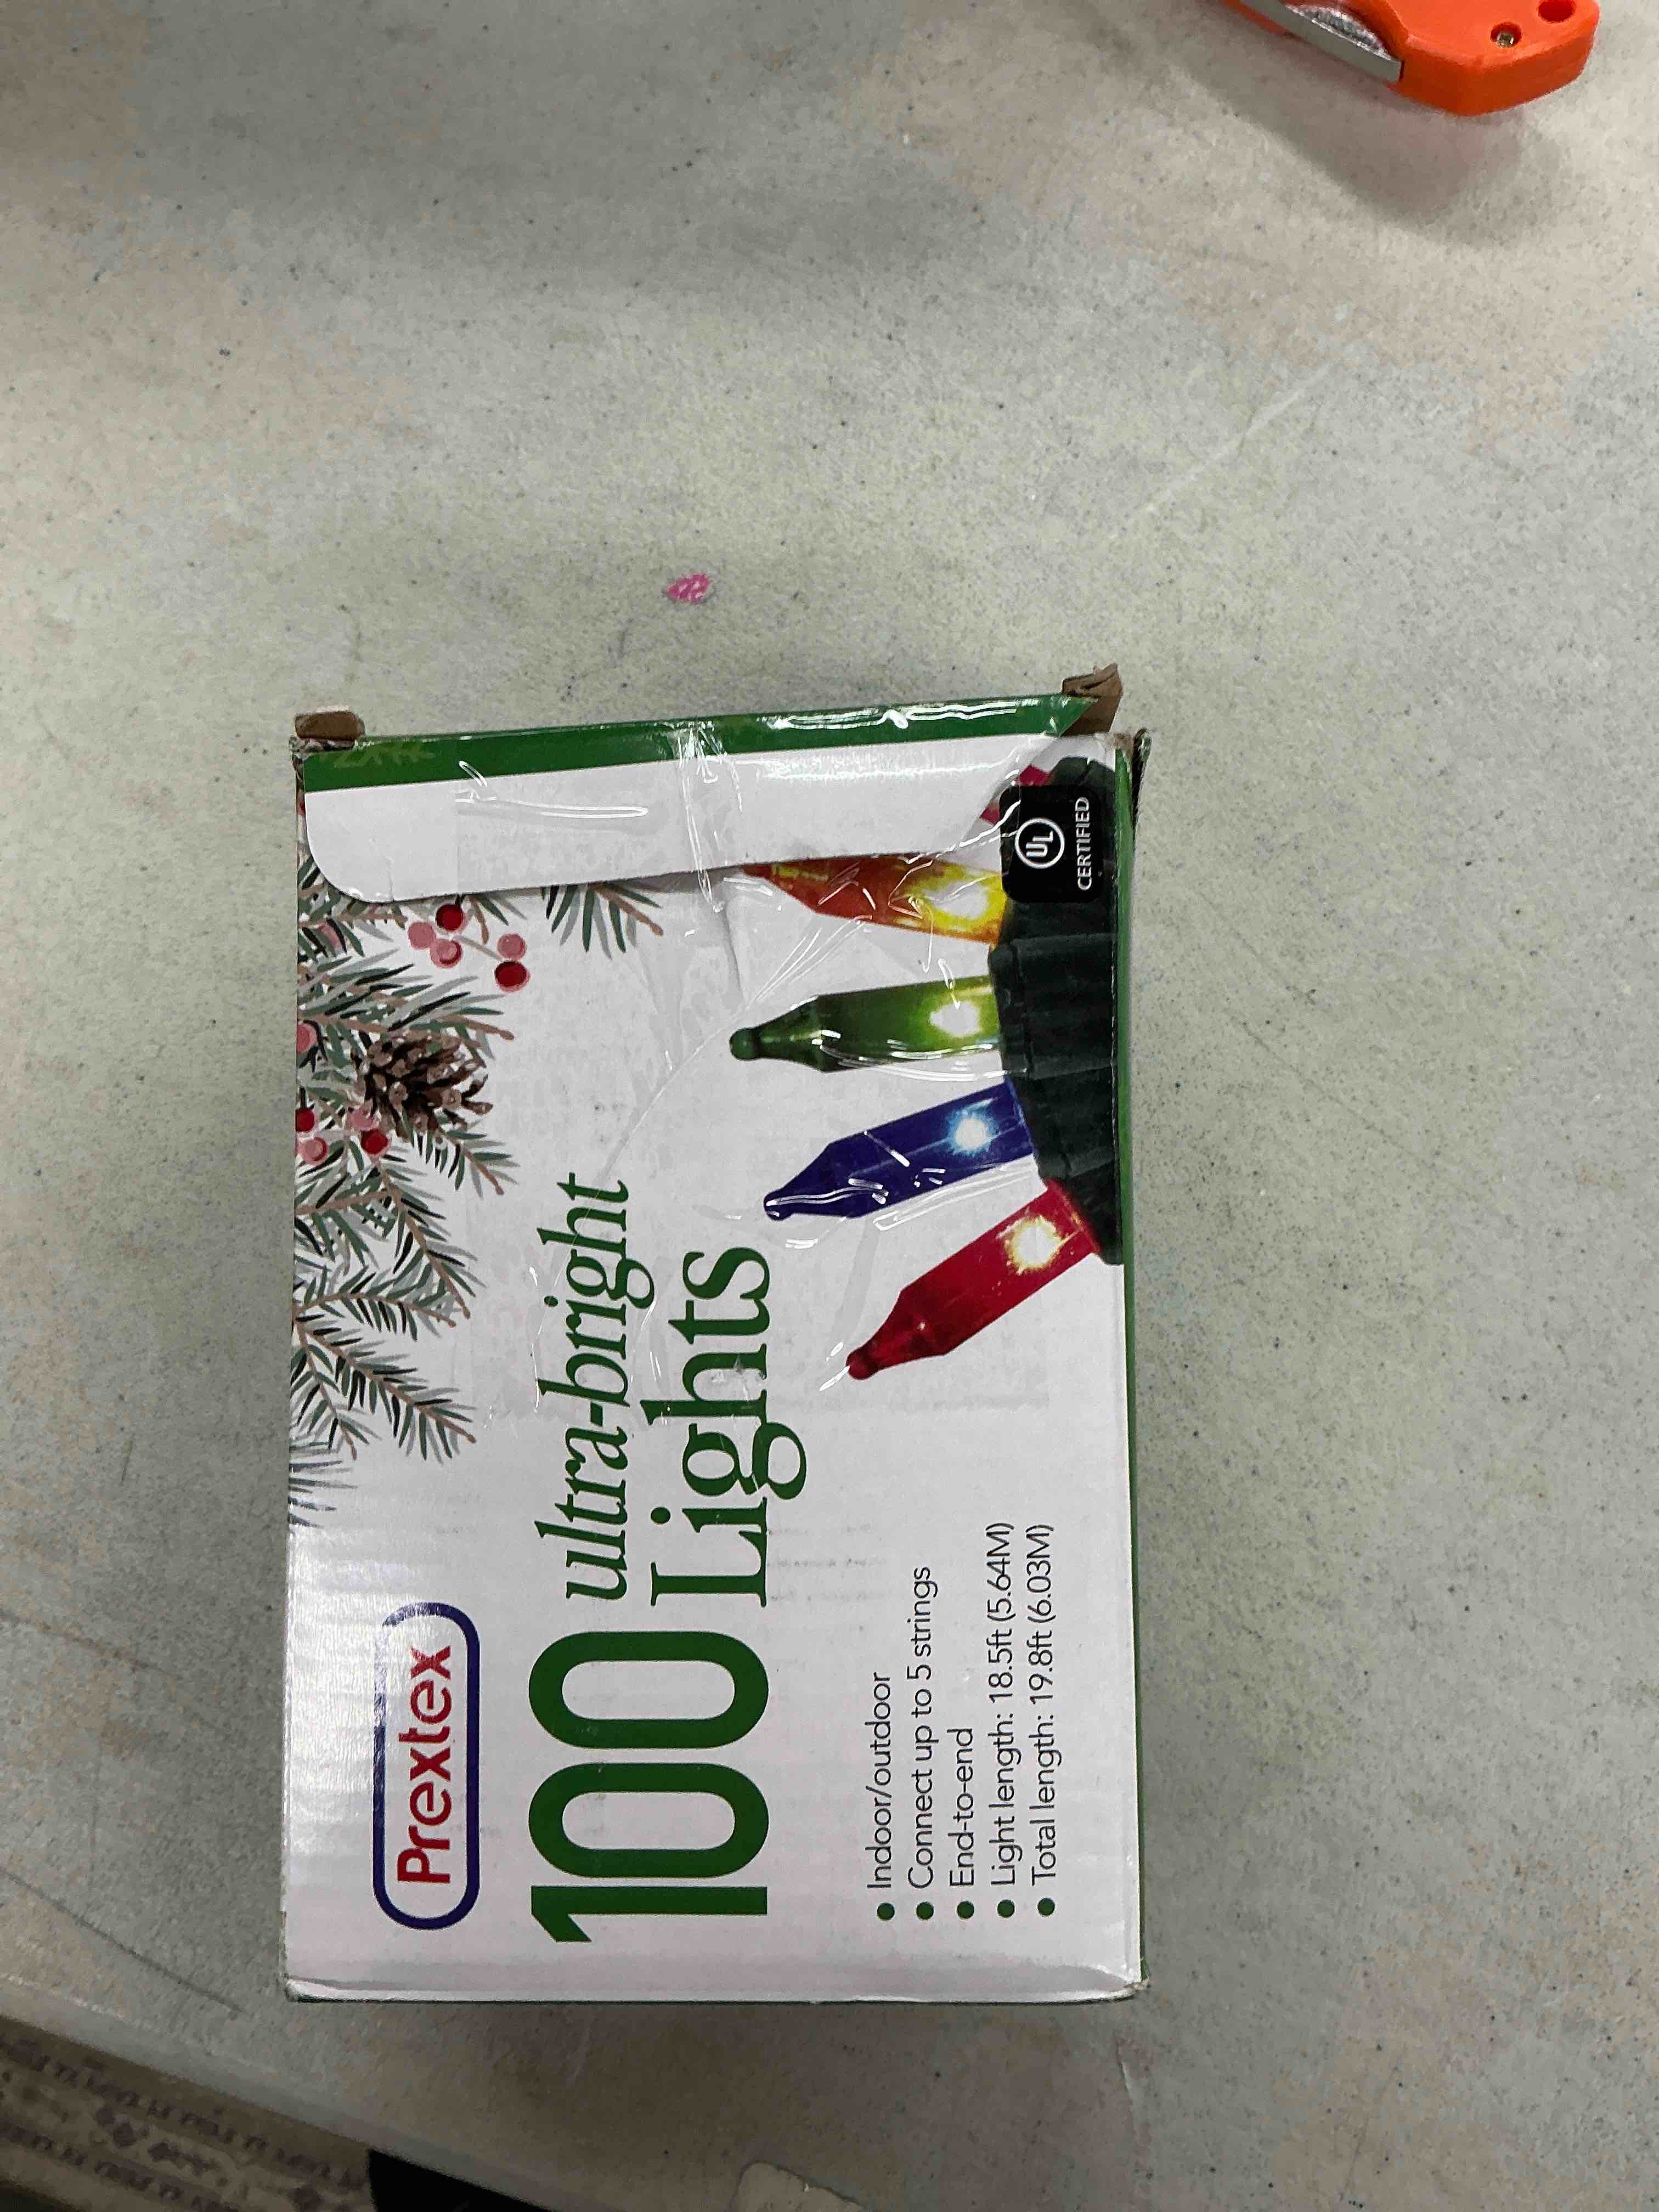 Prextex
100 ultra-bright
Lights
Indoor/outdoor
Connect up to 5 strings
End-to-end
Light length: 18.5ft (5.64M)
Total length: 19.8ft (6.03M)
UL
CERTIFIED